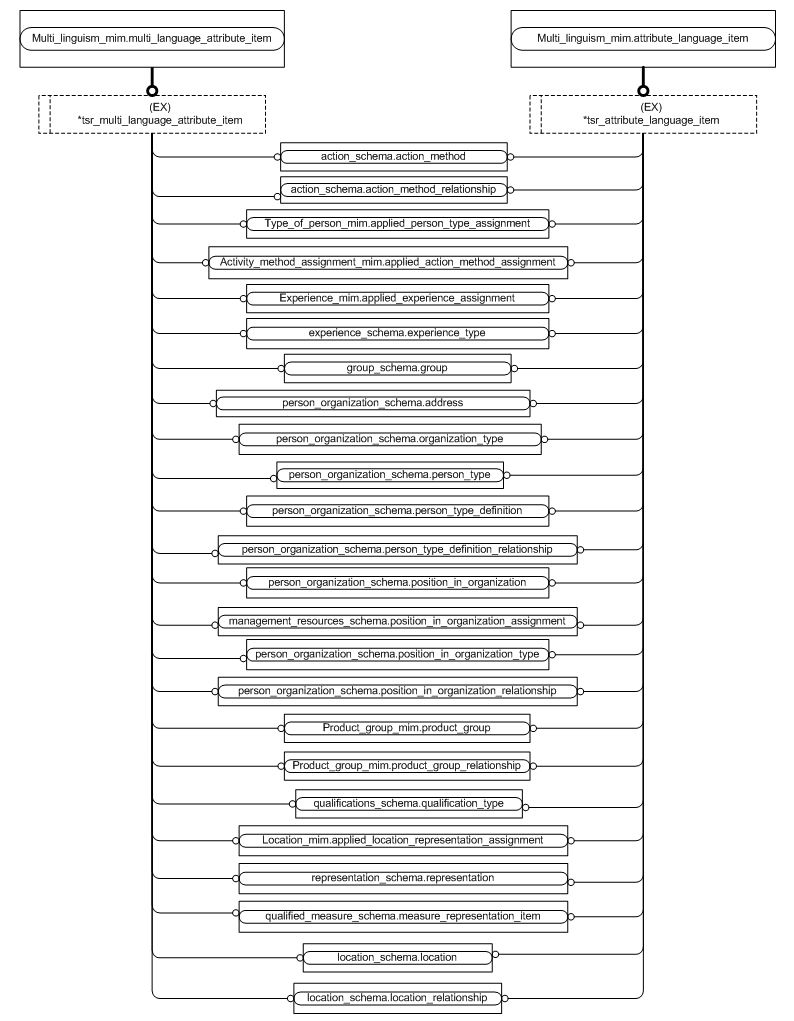 Multi_linguism_mim.multi_language_attribute_item
Multi_linguism_mim.attribute_language_item
(EX)
*tsr_multi_language_attribute_item
(EX)
*tsr_attribute_language_item
action_schema.action_method
action_schema.action_method_relationship
Type_of_person_mim.applied_person_type_assignment
Activity_method_assignment_mim.applied_action_method_assignment
Experience_mim.applied_experience_assignment
experience_schema.experience_type
group_schema.group
person_organization_schema.address
person_organization_schema.organization_type
person_organization_schema.person_type
person_organization_schema.person_type_definition
person_organization_schema.person_type_definition_relationship
person_organization_schema.position_in_organization
management_resources_schema.position_in_organization_assignment
person_organization_schema.position_in_organization_type
person_organization_schema.position_in_organization_relationship
Product_group_mim.product_group
Product_group_mim.product_group_relationship
qualifications_schema.qualification_type
Location_mim.applied_location_representation_assignment
representation_schema.representation
qualified_measure_schema.measure_representation_item
location_schema.location
location_schema.location_relationship